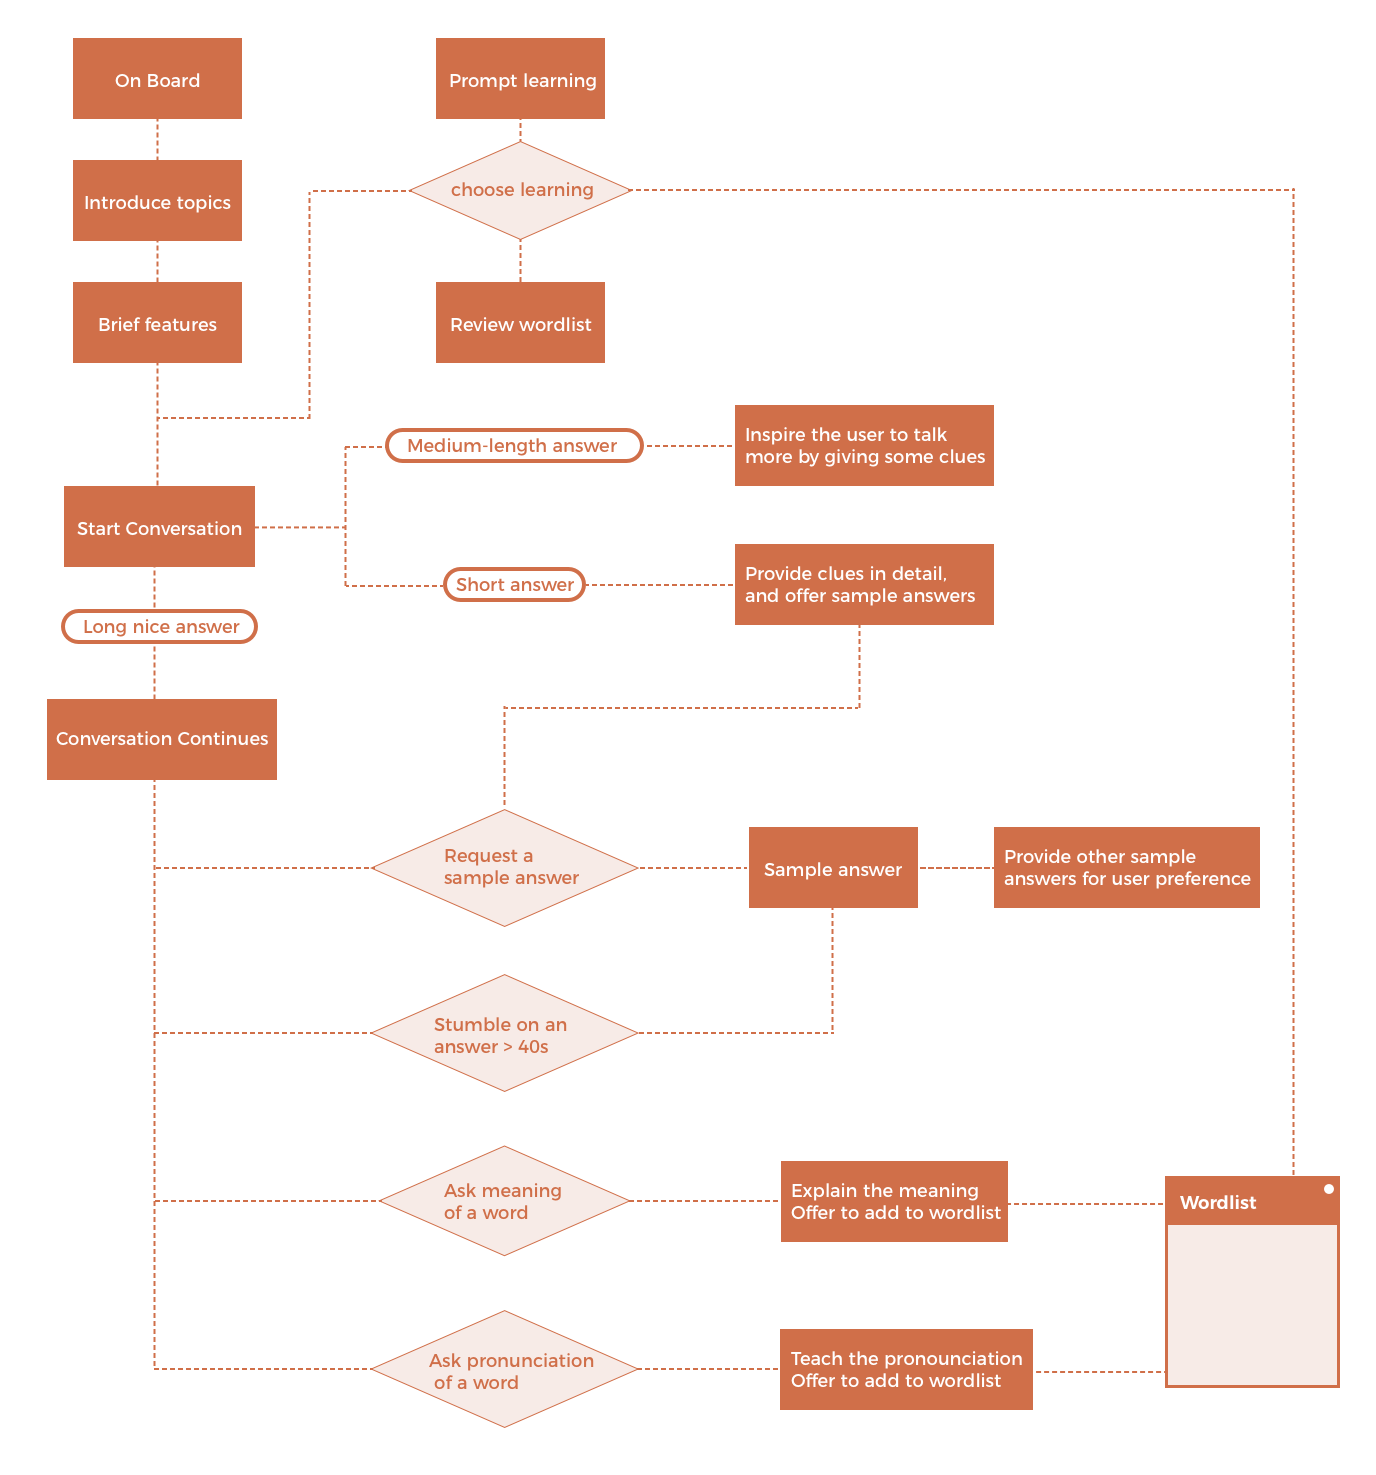 On Board
Prompt learning
choose learning
Introduce topics
Brief features
Review wordlist
Medium-length answer
Inspire the user to talk
more by giving some clues
Start Conversation
Short answer
Provide clues in detail,
and offer sample answers
Long nice answer
Conversation Continues
Request a
sample answer
Sample answer
Provide other sample
answers for user preference
Stumble on an
answer > 40s
Ask meaning
of a word
Explain the meaning
Offer to add to wordlist
Wordlist
Ask pronunciation
of a word
Teach the pronounciation
Offer to add to wordlist